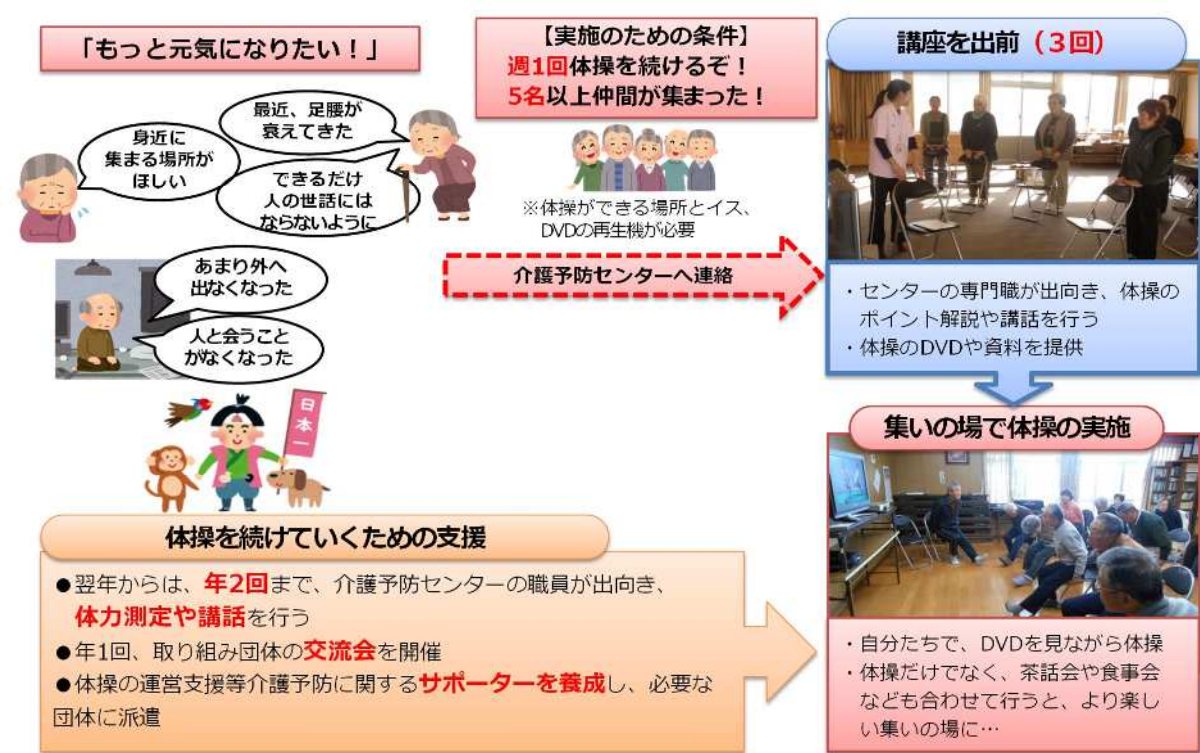 「もっと元気になりたい！」
身近に
集まる場所が
ほしい
最近、足腰が
衰えてきた
できるだけ
人の世話には
ならないように
あまり外へ
出なくなった
人と会うこと
がなくなった
【実施のための条件】
週1回体操を続けるぞ！
5名以上仲間が集まった！
※体操ができる場所とイス、
DVDの再生機が必要
介護予防センターへ連絡
講座を出前（３回）
・センターの専門職が出向き、体操の
ポイント解説や講話を行う
・体操のDVDや資料を提供
集いの場で体操の実施
・自分たちで、DVDを見ながら体操
・体操だけでなく、茶話会や食事会
なども合わせて行うと、より楽し
い集いの場に…
日本一
体操を続けていくための支援
●翌年からは、年2回まで、介護予防センターの職員が出向き、
体力測定や講話を行う
●年1回、取り組み団体の交流会を開催
●体操の運営支援等介護予防に関するサポーターを養成し、必要な
団体に派遣